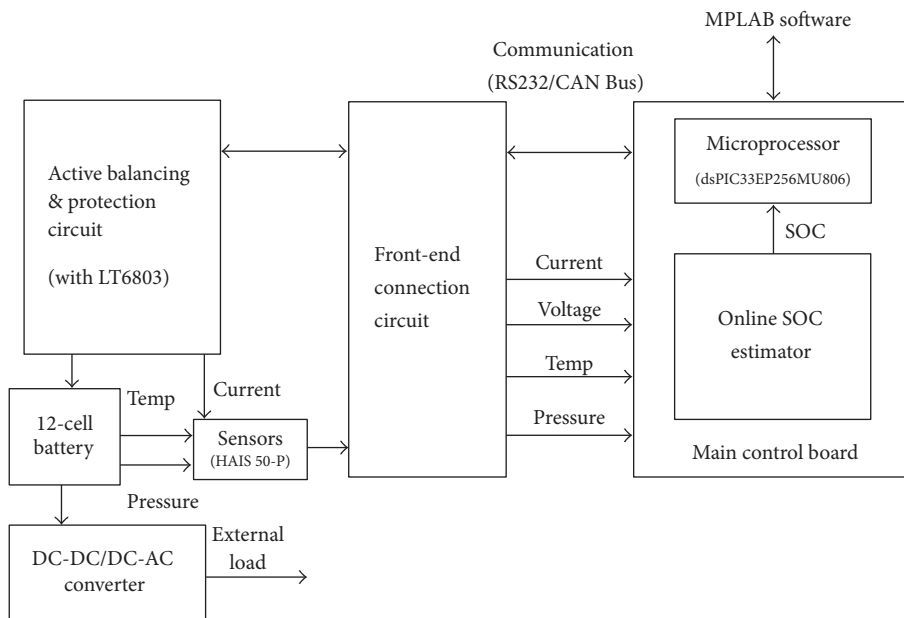 MPLAB software
Communication
(RS232/CAN Bus)
Active balancing
& protection
circuit
(with LT6803)
Front-end
connection
circuit
Microprocessor
(dsPIC33EP256MU806)
SOC
Online SOC
estimator
Main control board
Current
Voltage
Temp
Pressure
Temp
Current
12-cell
battery
Sensors
(HAIS 50-P)
Pressure
DC-DC/DC-AC
converter
External
load